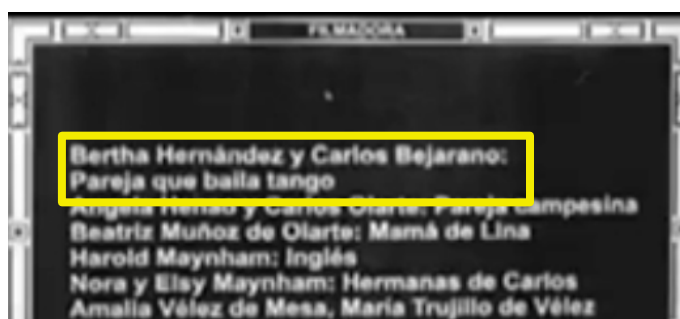 FILMADORA
Bertha Hernández y Carlos Bejarano:
Pareja que baila tango
Angela Henao y Carlos Olarte: Pareja campesina
Beatriz Muñoz de Olarte: Mamá de Lina
Harold Maynham: Inglés
Nora y Elsy Maynham: Hermanas de Carlos
Amalia Vélez de Mesa, María Trujillo de Vélez